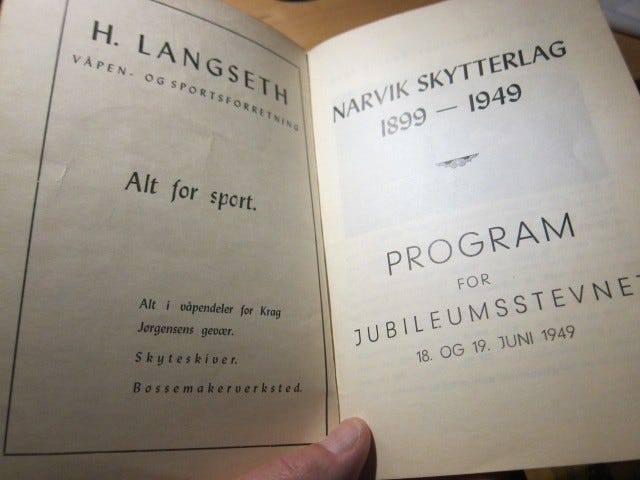 H. LANGSETH
VÅPEN- OG SPORTSFORRETNING
Alt for sport.
Alt i våpendeler for Krag
Jørgensens gevær.
Skyteskiver.
Bøssemakerverksted.
NARVIK SKYTTERLAG
1899 — 1949
PROGRAM
FOR
JUBILEUMSSTEVNET
18. OG 19. JUNI 1949